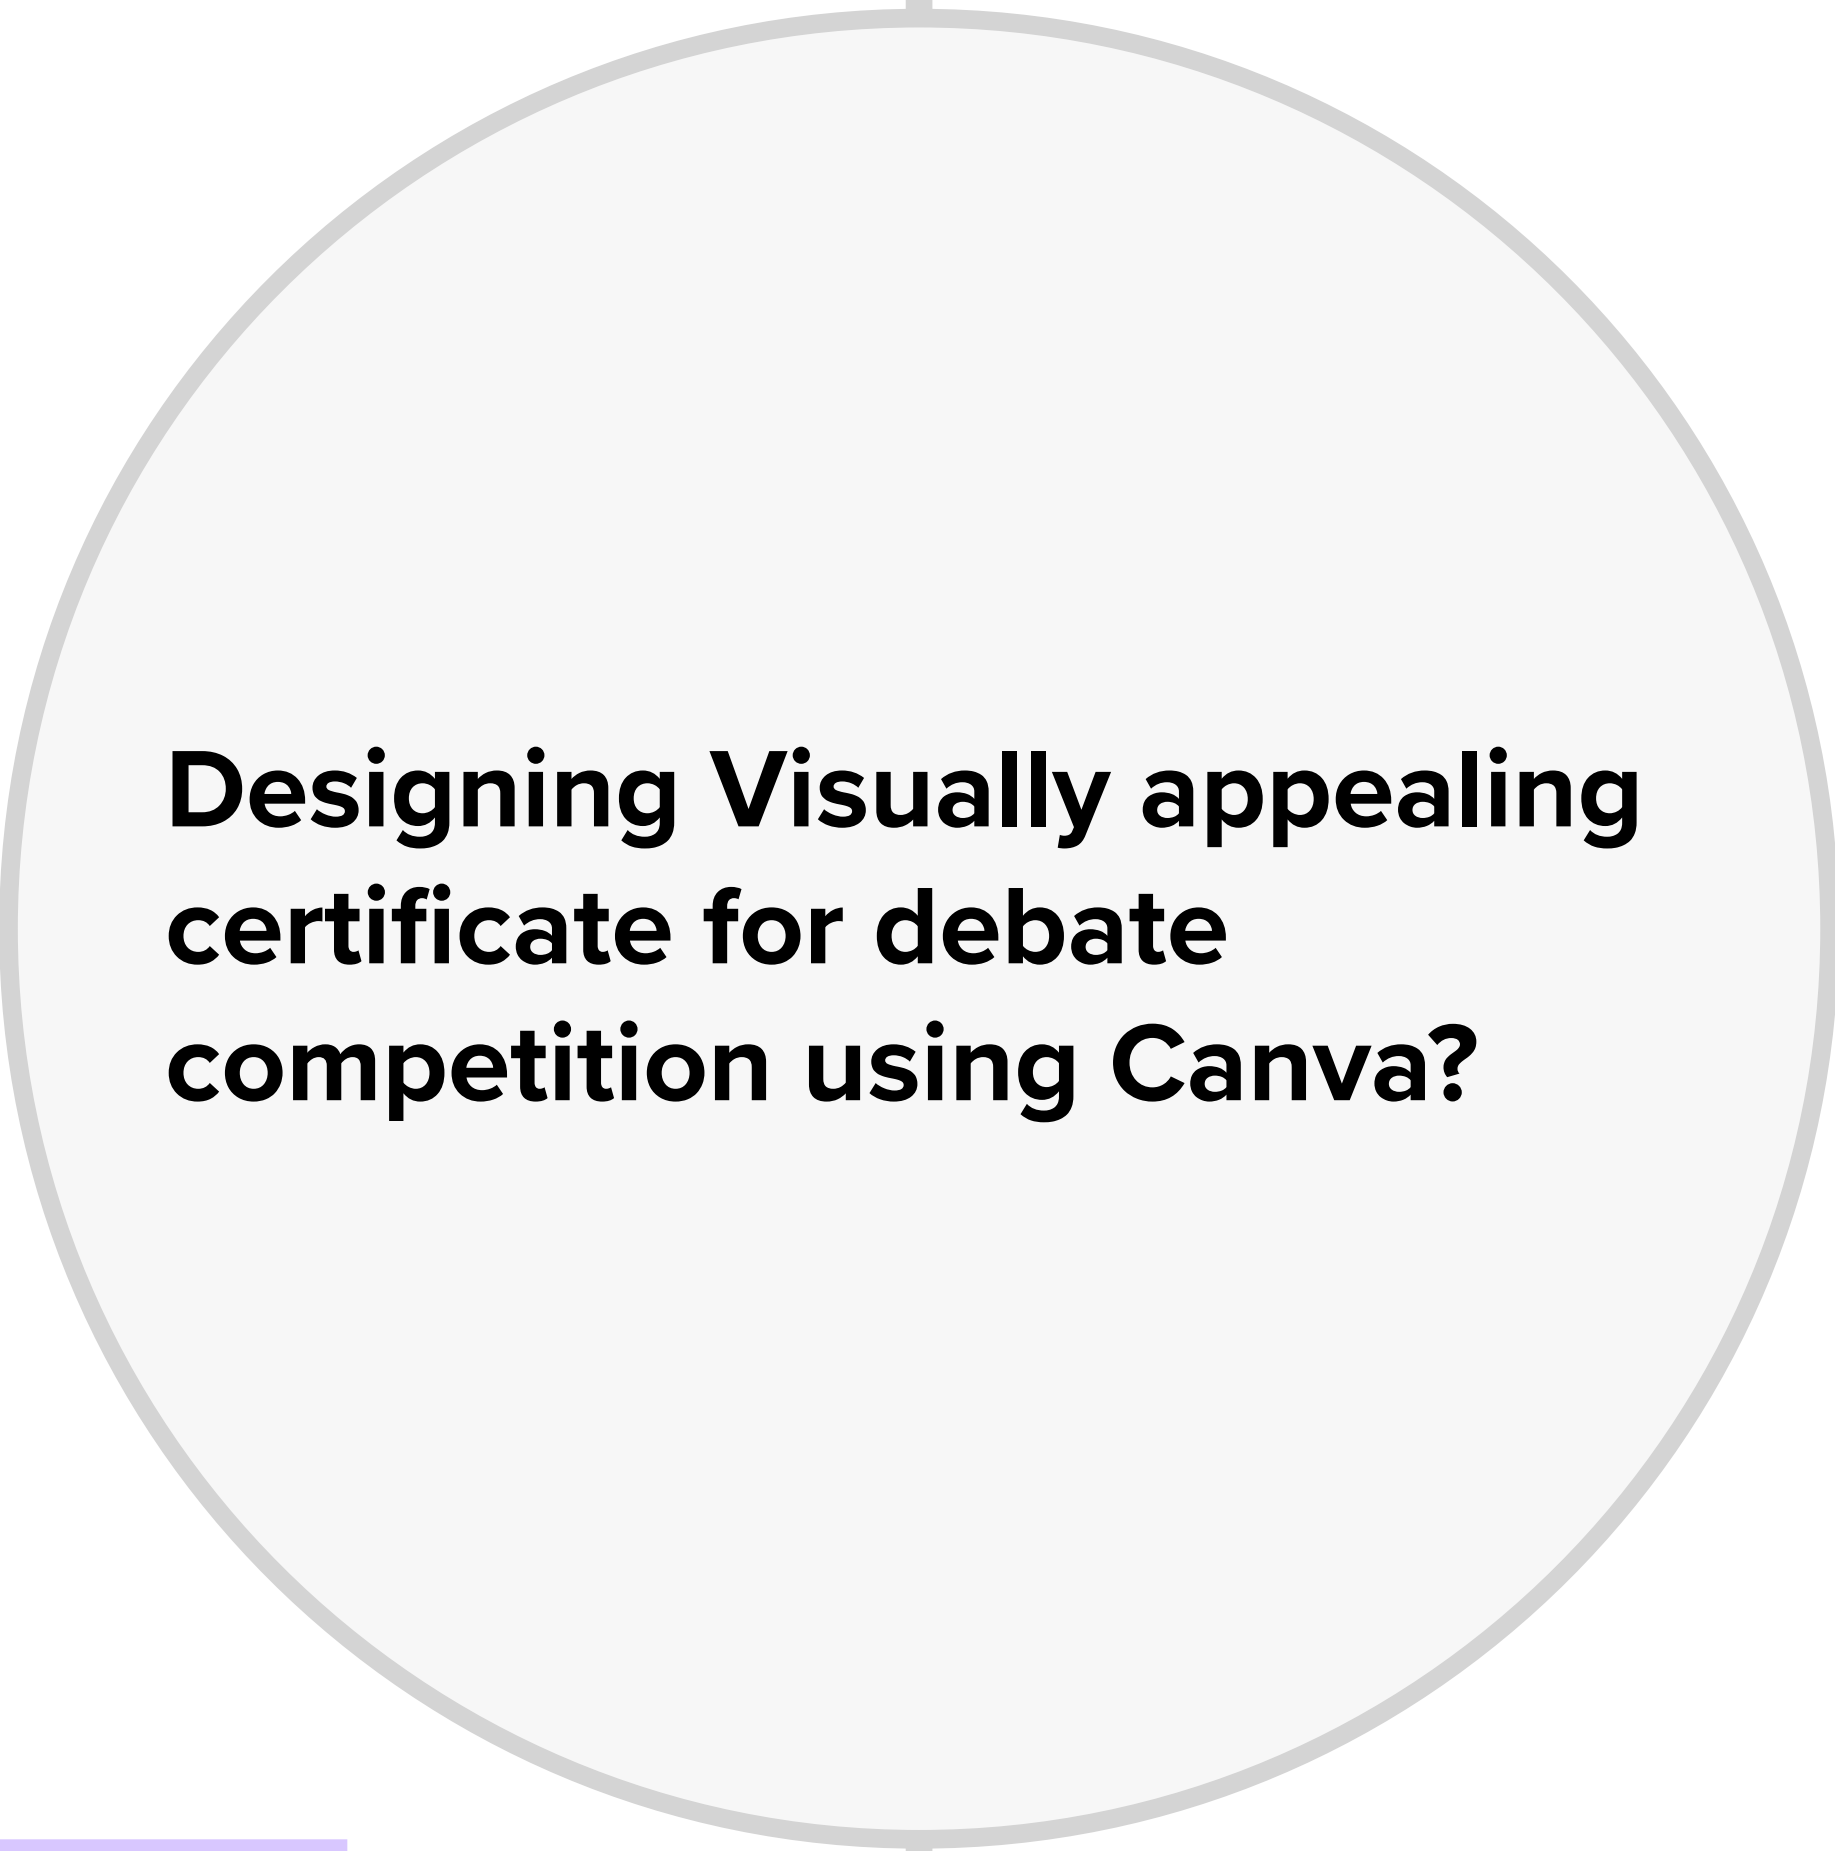 Designing Visually appealing
certificate for debate
competition using Canva?